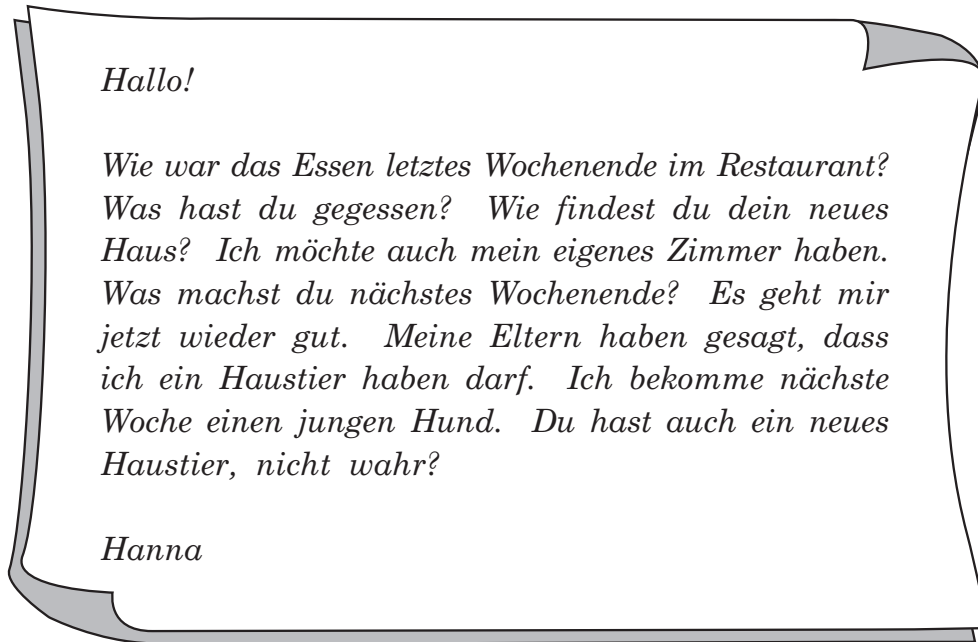 Hallo!
Wie war das Essen letztes Wochenende im Restaurant?
Was hast du gegessen? Wie findest du dein neues
Haus? Ich möchte auch mein eigenes Zimmer haben.
Was machst du nächstes Wochenende? Es geht mir
jetzt wieder gut. Meine Eltern haben gesagt, dass
ich ein Haustier haben darf. Ich bekomme nächste
Woche einen jungen Hund. Du hast auch ein neues
Haustier, nicht wahr?
Hanna